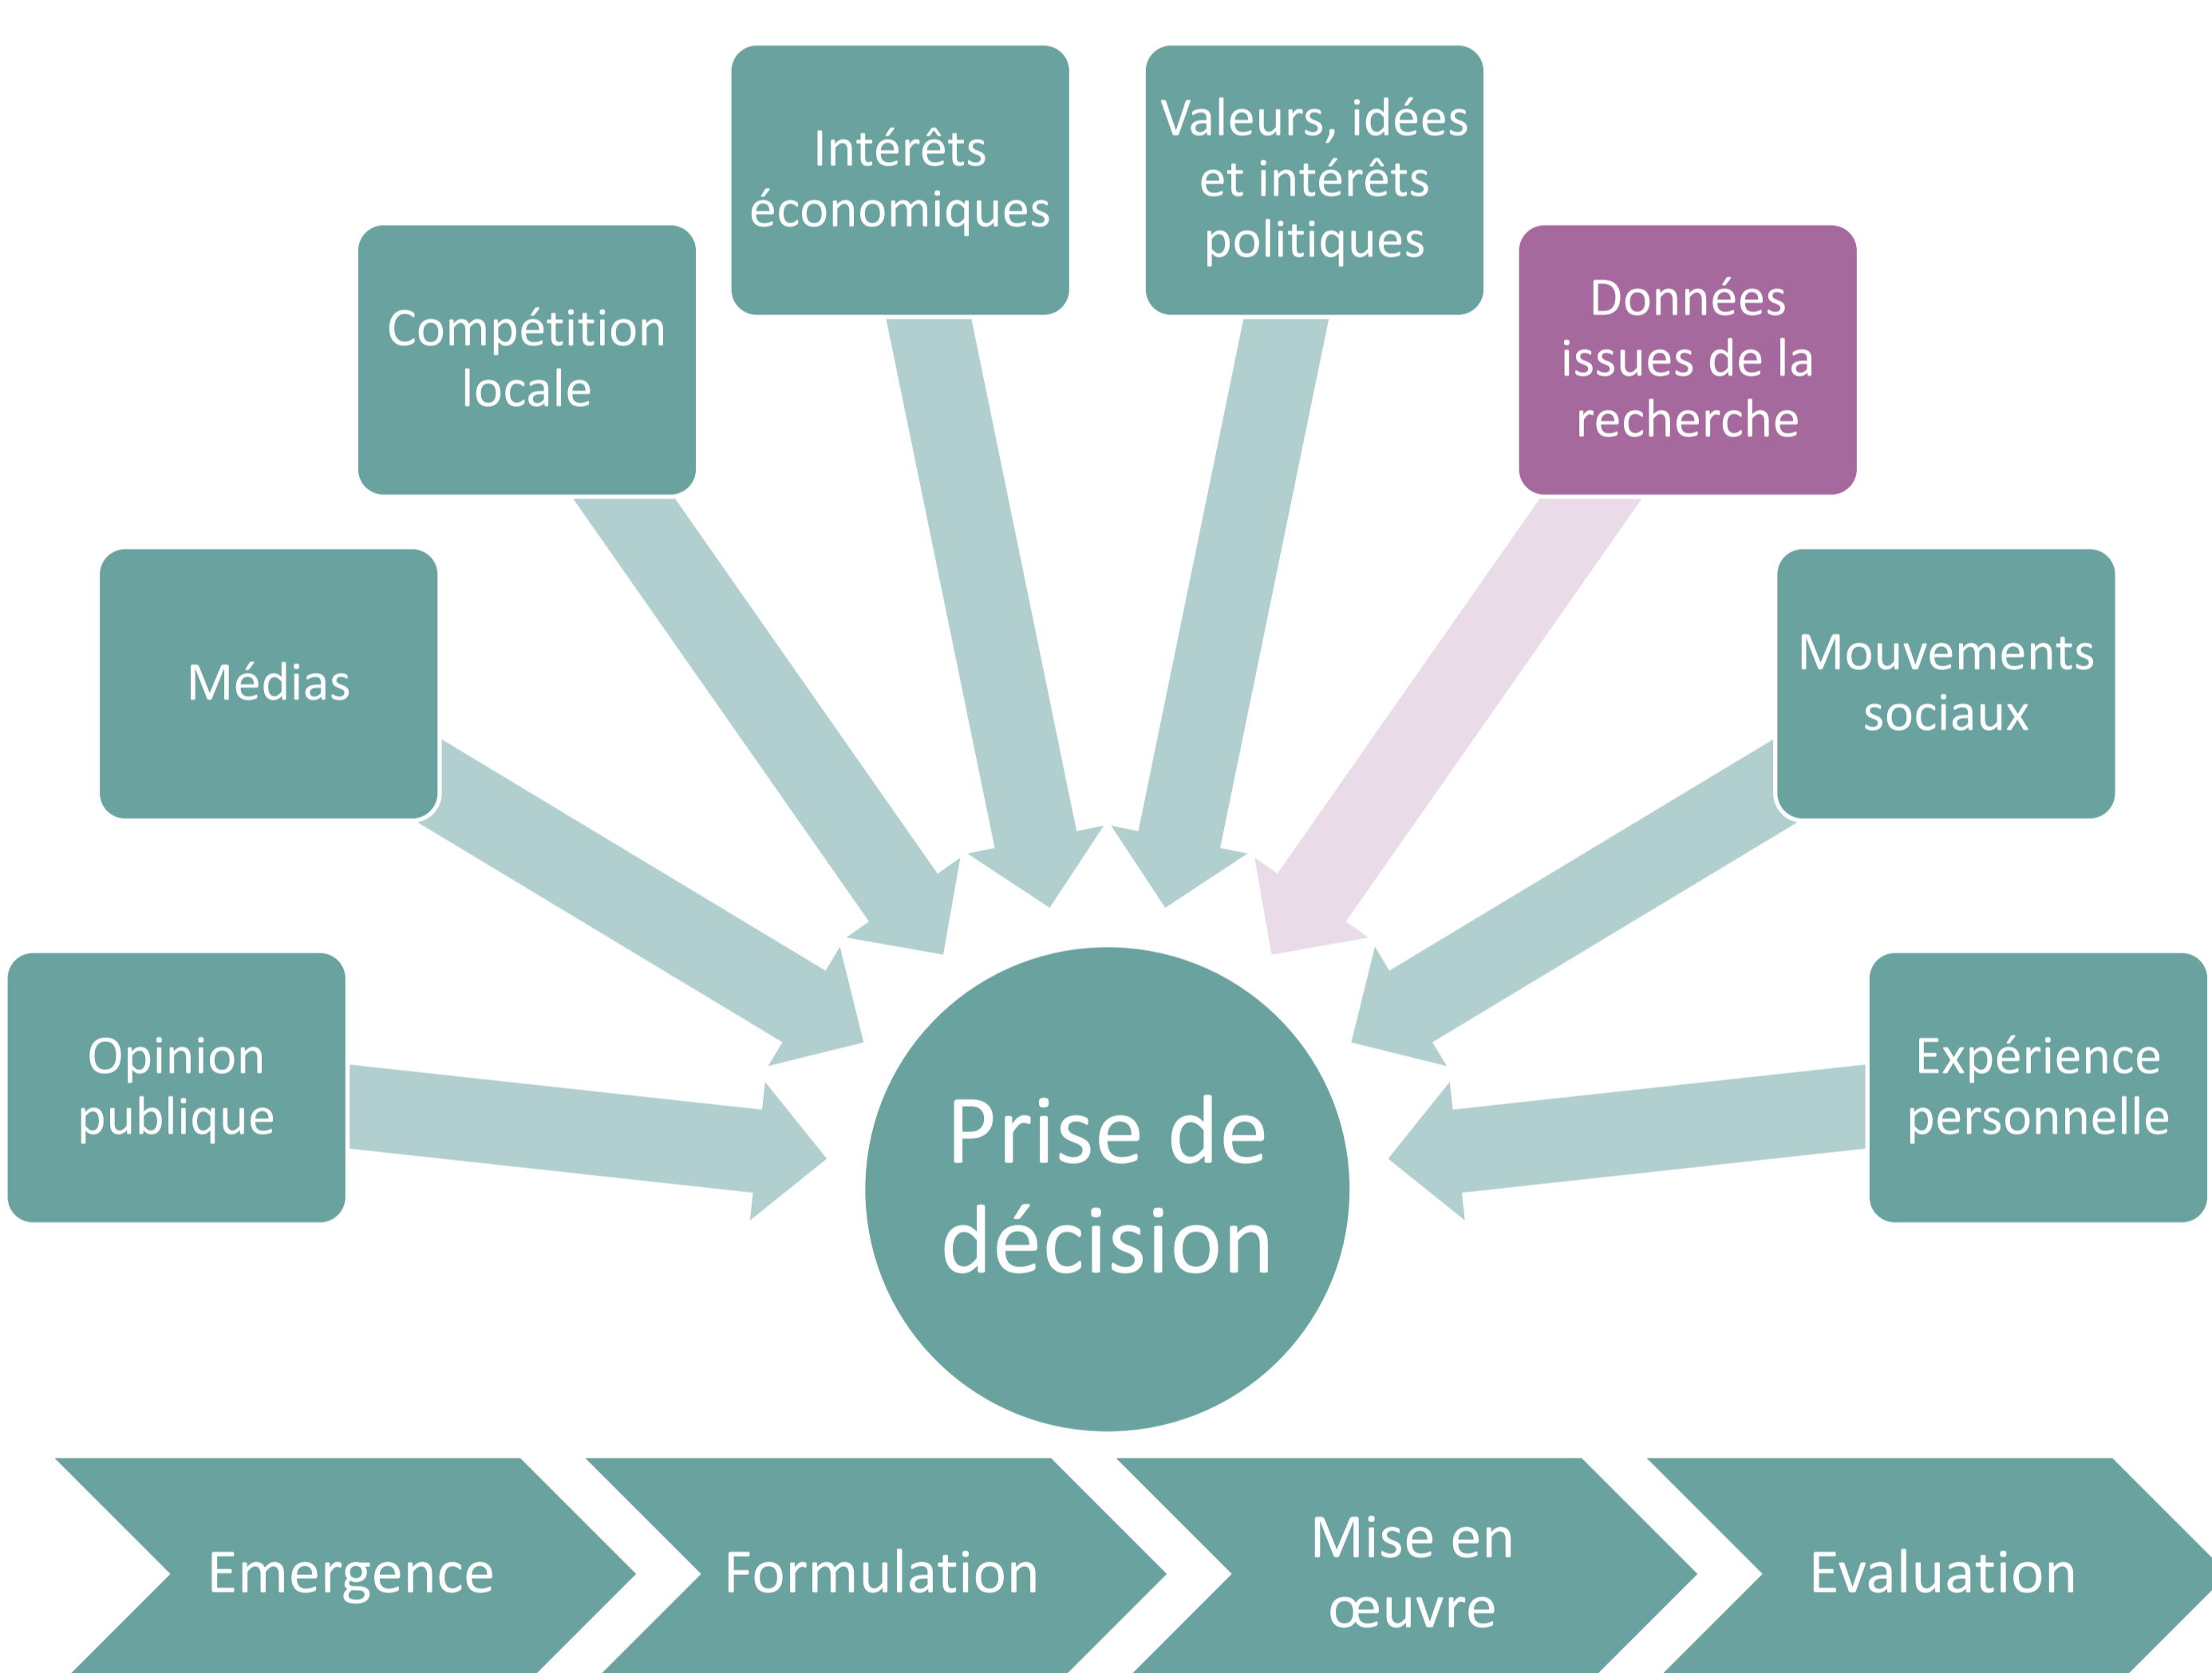 Intérêts
économiques
Valeurs, idées
et intérêts
politiques
Compétition
locale
Données
issues de la
recherche
Médias
Mouvements
sociaux
Opinion
publique
Expérience
personnelle
Prise de
décision
Emergence
Formulation
Mise en
œuvre
Evaluation